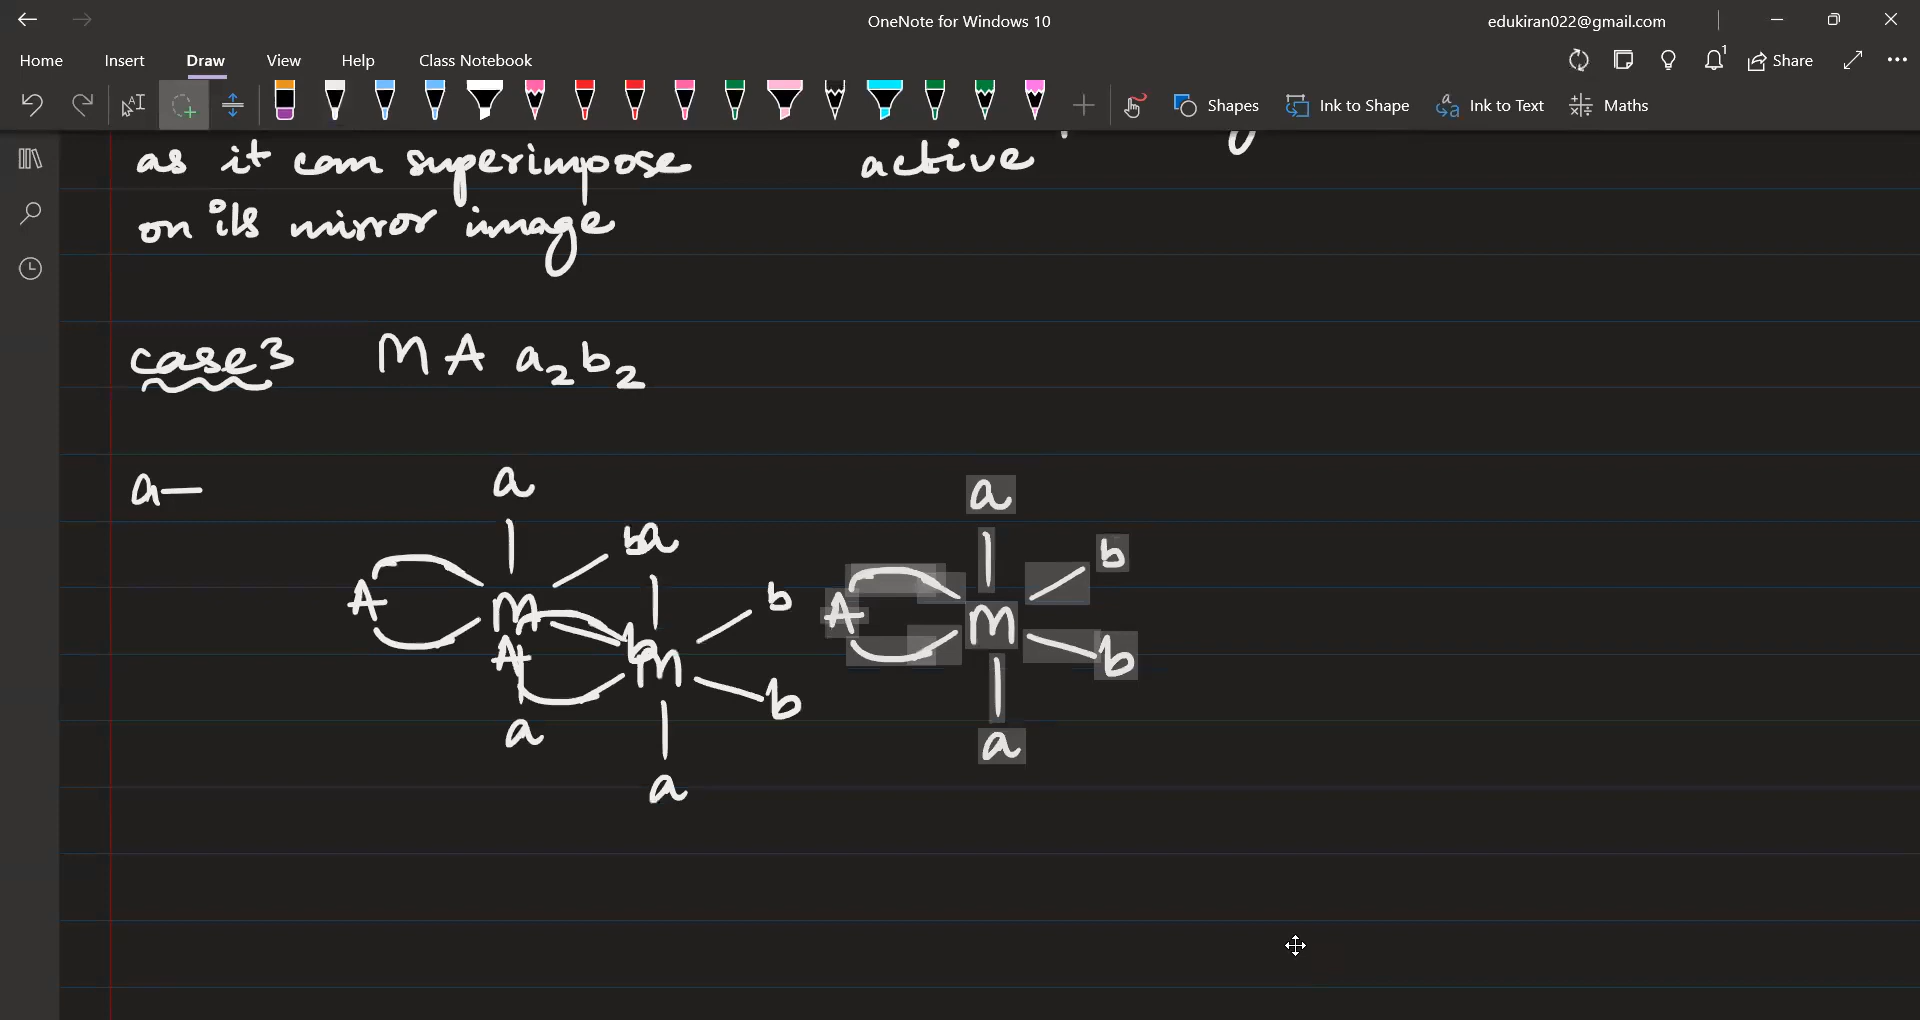 OneNote for Windows 10
edukiran022@gmail.com
Home Insert Draw View Help Class Notebook
1
Share
Shapes Ink to Shape Ink to Text Maths
as it can superimpose
active
on its mirror image
case 3 M A a2b2
a—
a
a
b
a
b
A
M
b
A
M
b
A
M
b
b
a
a
a